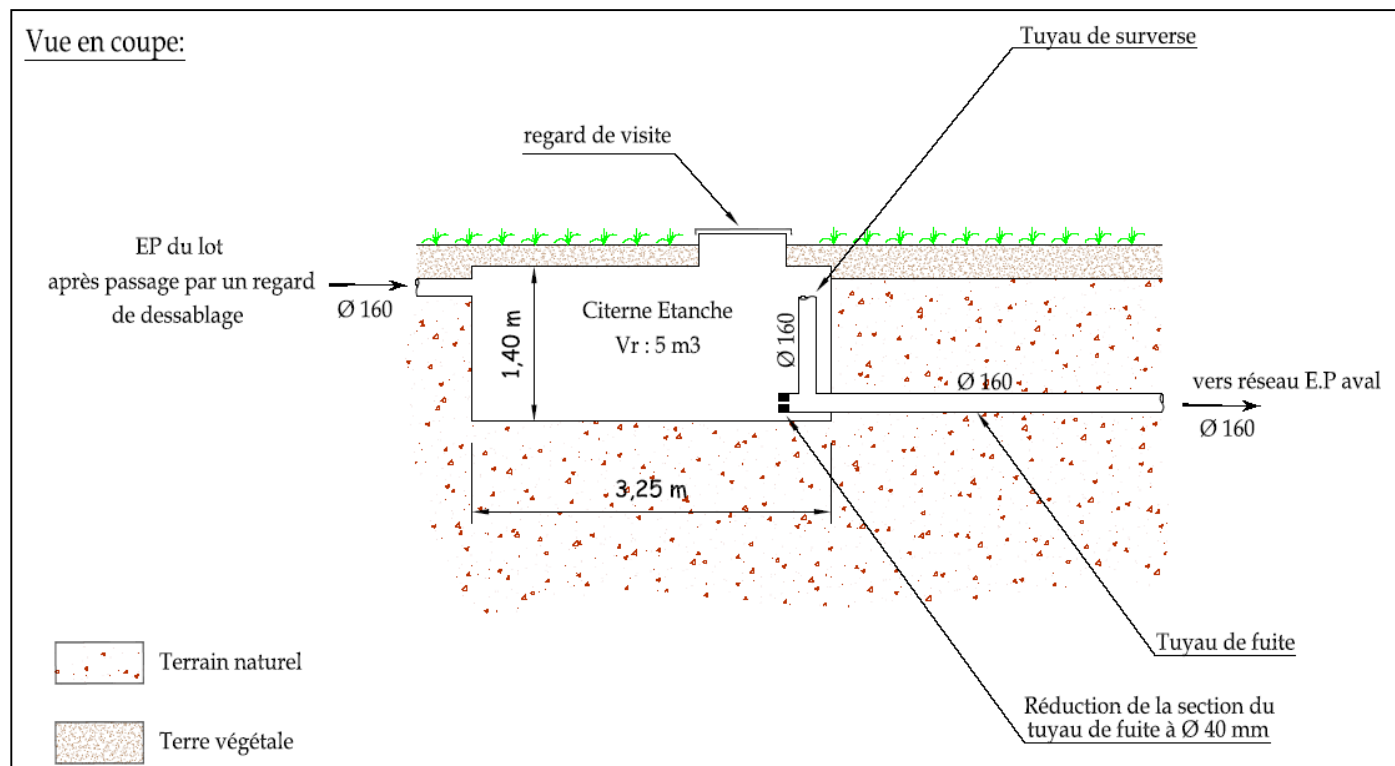 Vue en coupe:
Tuyau de surverse
regard de visite
EP du lot
après passage par un regard
de dessablage
Ø 160
1,40 m
Citerne Etanche
Vr : 5 m3
Ø 160
Ø 160
vers réseau E.P aval
Ø 160
3,25 m
Tuyau de fuite
Réduction de la section du
tuyau de fuite à Ø 40 mm
Terrain naturel
Terre végétale